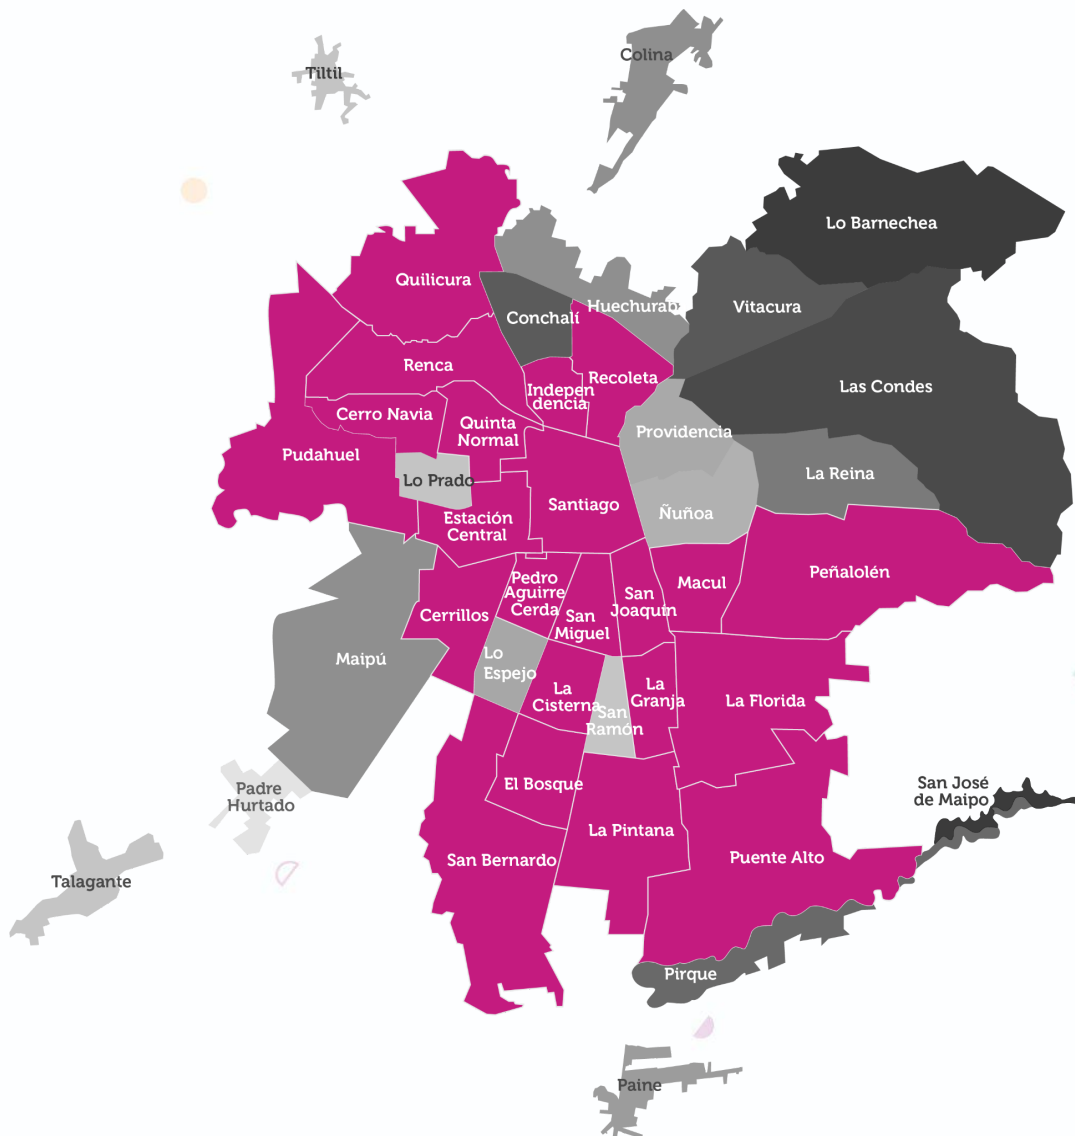 Colina
Tiltil
Lo Barnechea
Quilicura
Huechurab
Vitacura
Conchalí
Renca
Recoleta
Las Condes
Indepen
dencia
Cerro Navia
Quinta
Normal
Providencia
Pudahuel
La Reina
Lo Prado
Santiago
Ñuñoa
Estación
Central
Peñalolén
Pedro
Aguirre
Cerda
Macul
San
Joaquín
Cerrillos
San
Miguel
Maipú
Lo
Espejo
La
Cisterna
La
Granja
San
Ramón
La Florida
El Bosque
San José
de Maipo
Padre
Hurtado
La Pintana
Puente Alto
San Bernardo
Talagante
Pirque
Paine